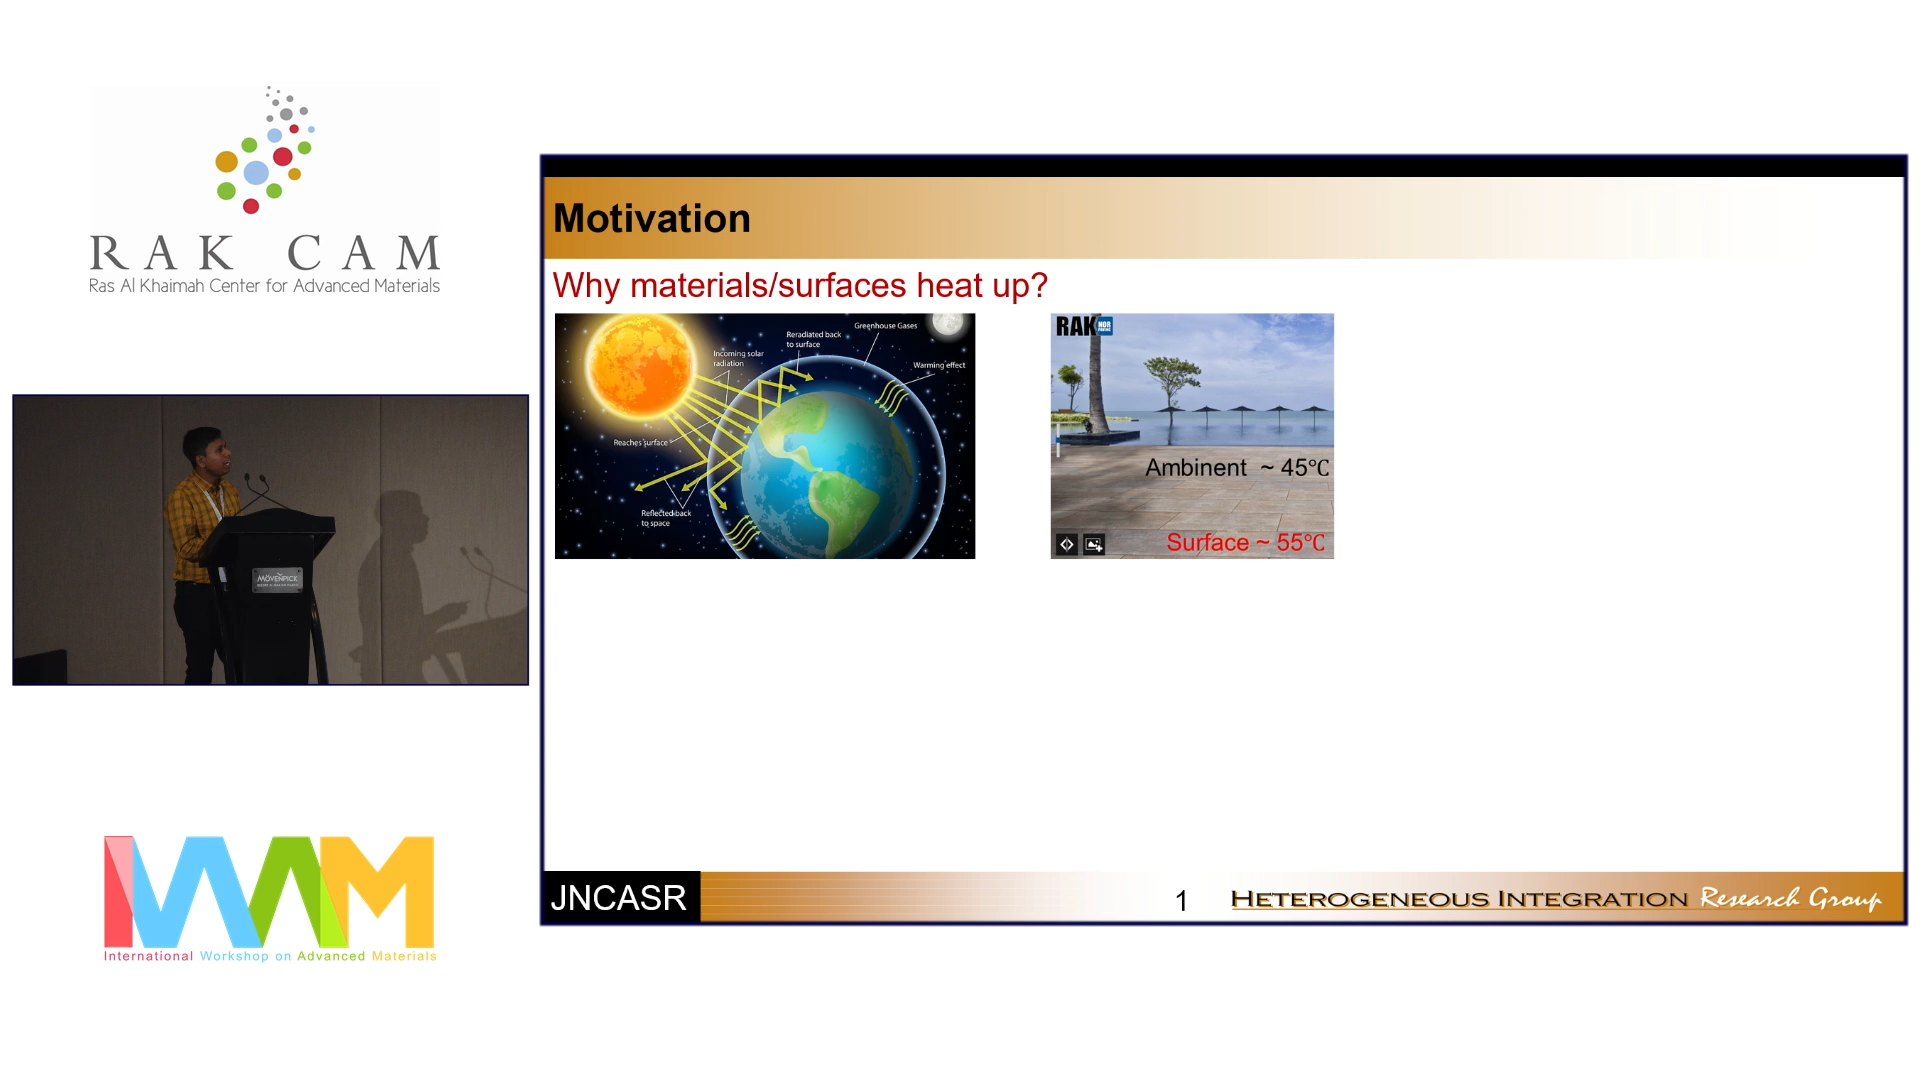 RAK CAM
Ras Al Khaimah Center for Advanced Materials
MÖVENPICK
IWAM
International Workshop on Advanced Materials
Motivation
Why materials/surfaces heat up?
Greenhouse Gases
Reradiated back
to surface
Incoming solar
radiation
Warming effect
Reaches surface
Reflected back
to space
RAK
Ambinent ~ 45℃
Surface ~ 55℃
JNCASR
1
Heterogeneous Integration Research Group